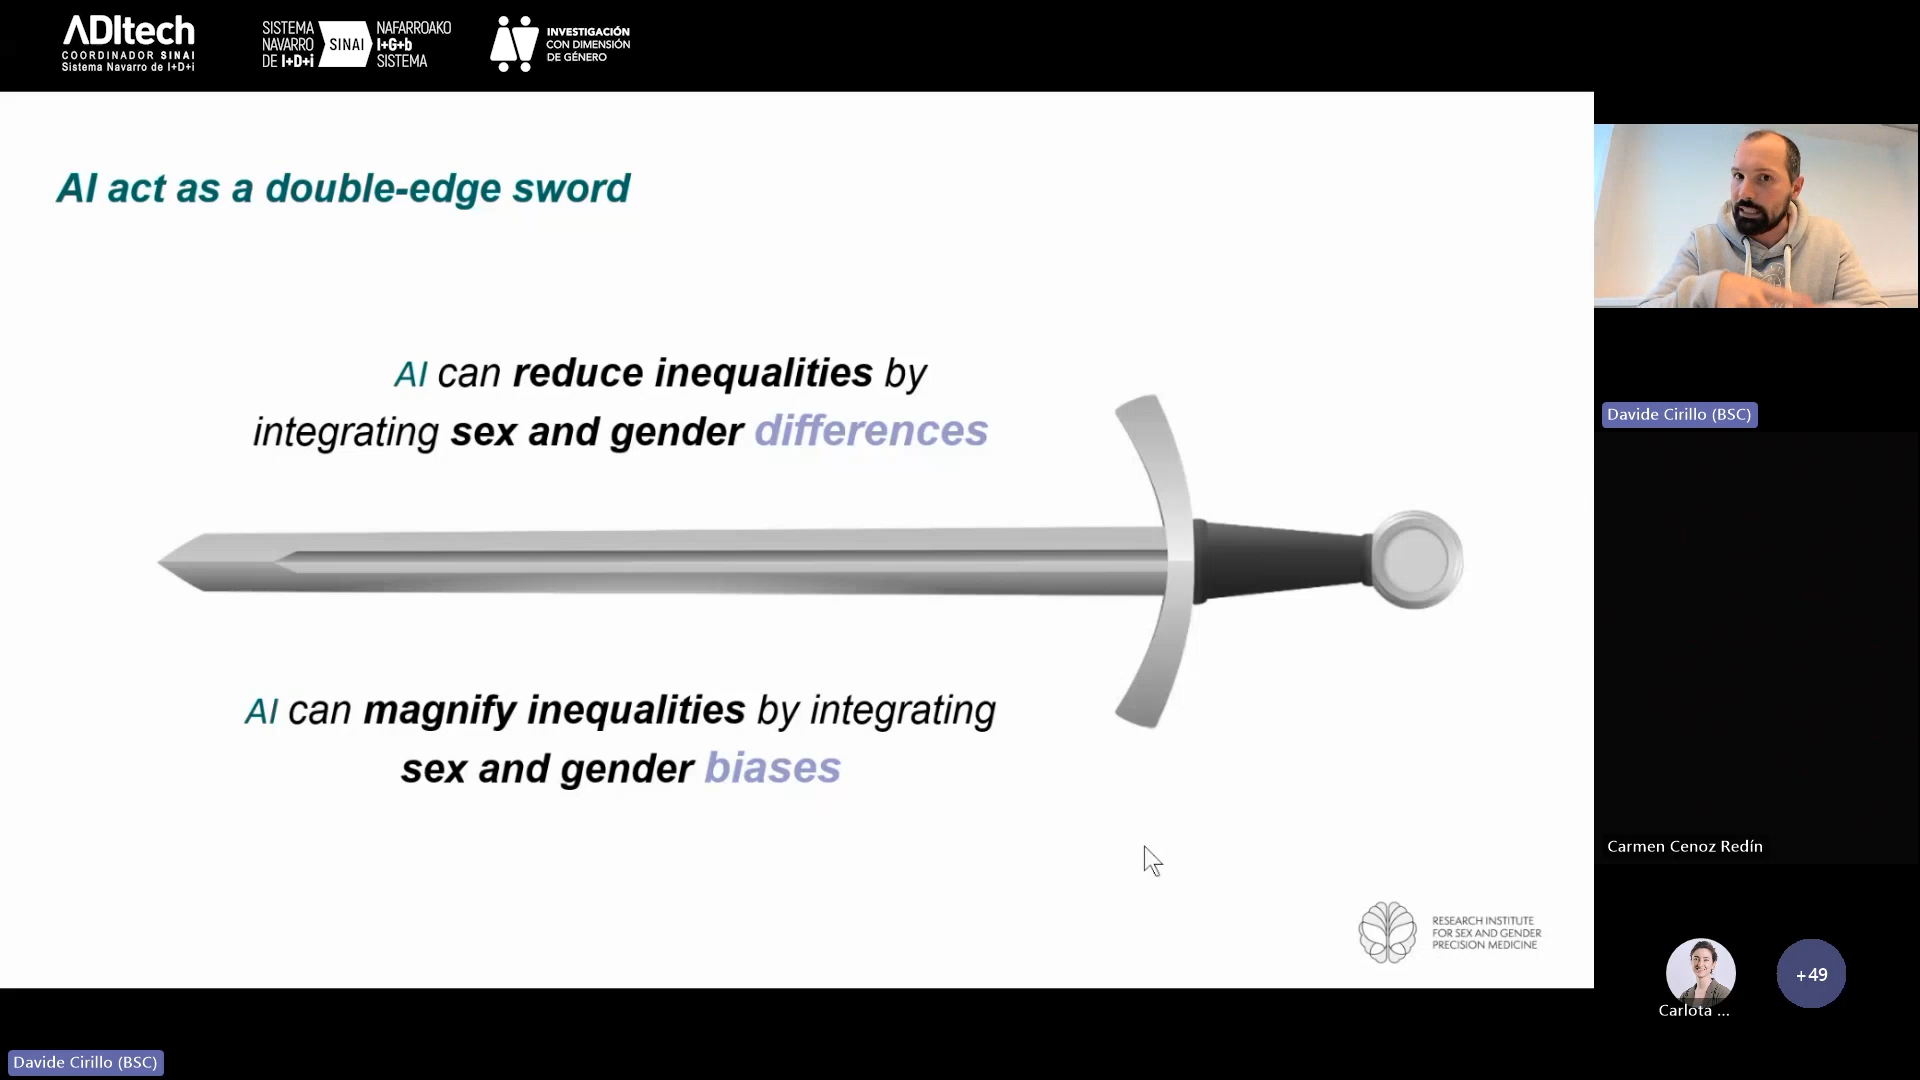 ADItech
COORDINADOR SINAI
Sistema Navarro de I+D+i
SISTEMA
NAVARRO
DE I+D+i
SINAI
NAFARROAKO
I+G+b
SISTEMA
INVESTIGACIÓN
CON DIMENSIÓN
DE GÉNERO
AI act as a double-edge sword
AI can reduce inequalities by
integrating sex and gender differences
AI can magnify inequalities by integrating
sex and gender biases
RESEARCH INSTITUTE
FOR SEX AND GENDER
PRECISION MEDICINE
Davide Cirillo (BSC)
Carmen Cenoz Redín
Carlota ...
+49
Davide Cirillo (BSC)